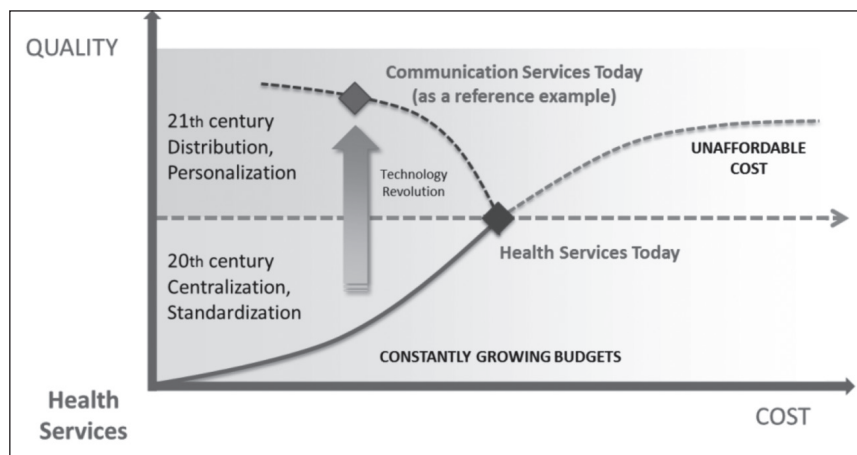 QUALITY
Communication Services Today
(as a reference example)
21th century
Distribution,
Personalization
UNAFFORDABLE
COST
Technology
Revolution
Health Services Today
20th century
Centralization,
Standardization
CONSTANTLY GROWING BUDGETS
Health
Services
COST